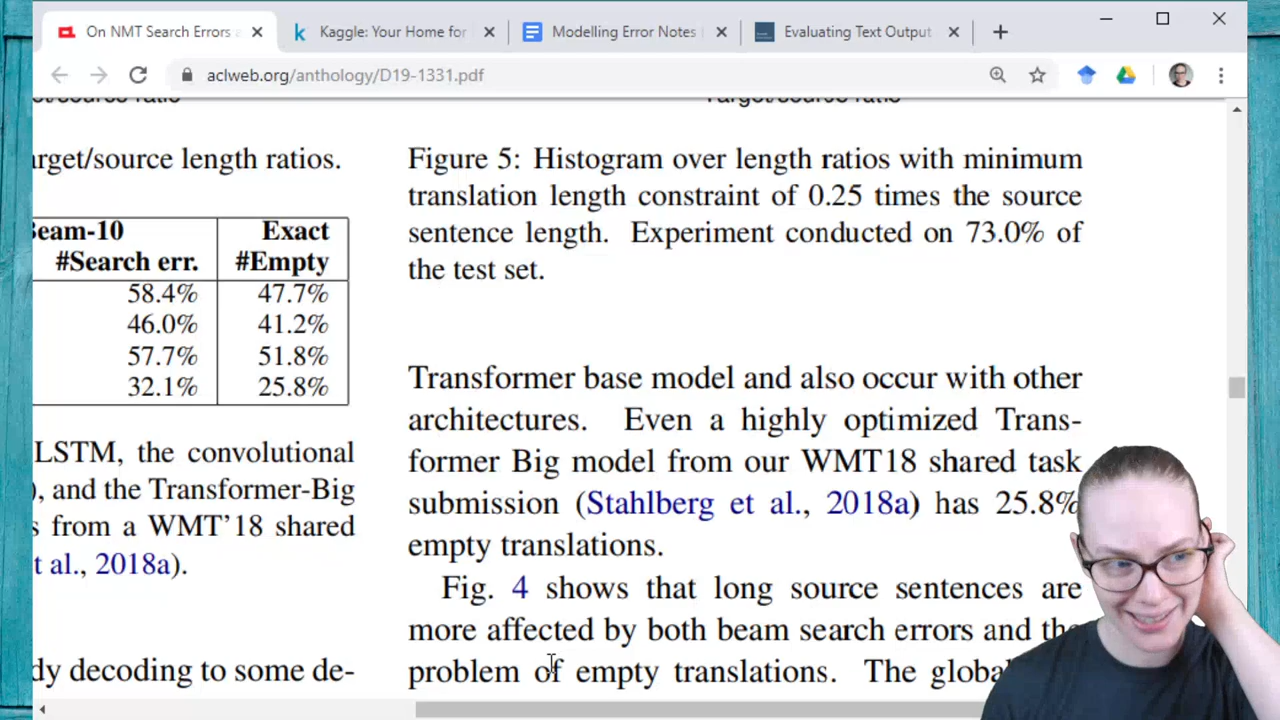 On NMT Search Errors a
Kaggle: Your Home for
Modelling Error Notes
Evaluating Text Output
aclweb.org/anthology/D19-1331.pdf
et/source ratio
Target/source ratio
arget/source length ratios.
Beam-10 Exact
#Search err. #Empty
58.4% 47.7%
46.0% 41.2%
57.7% 51.8%
32.1% 25.8%
LSTM, the convolutional
), and the Transformer-Big
s from a WMT'18 shared
t al., 2018a).
dy decoding to some de-
Figure 5: Histogram over length ratios with minimum
translation length constraint of 0.25 times the source
sentence length. Experiment conducted on 73.0% of
the test set.
Transformer base model and also occur with other
architectures. Even a highly optimized Trans-
former Big model from our WMT18 shared task
submission (Stahlberg et al., 2018a) has 25.8%
empty translations.
Fig. 4 shows that long source sentences are
more affected by both beam search errors and the
problem of empty translations. The global